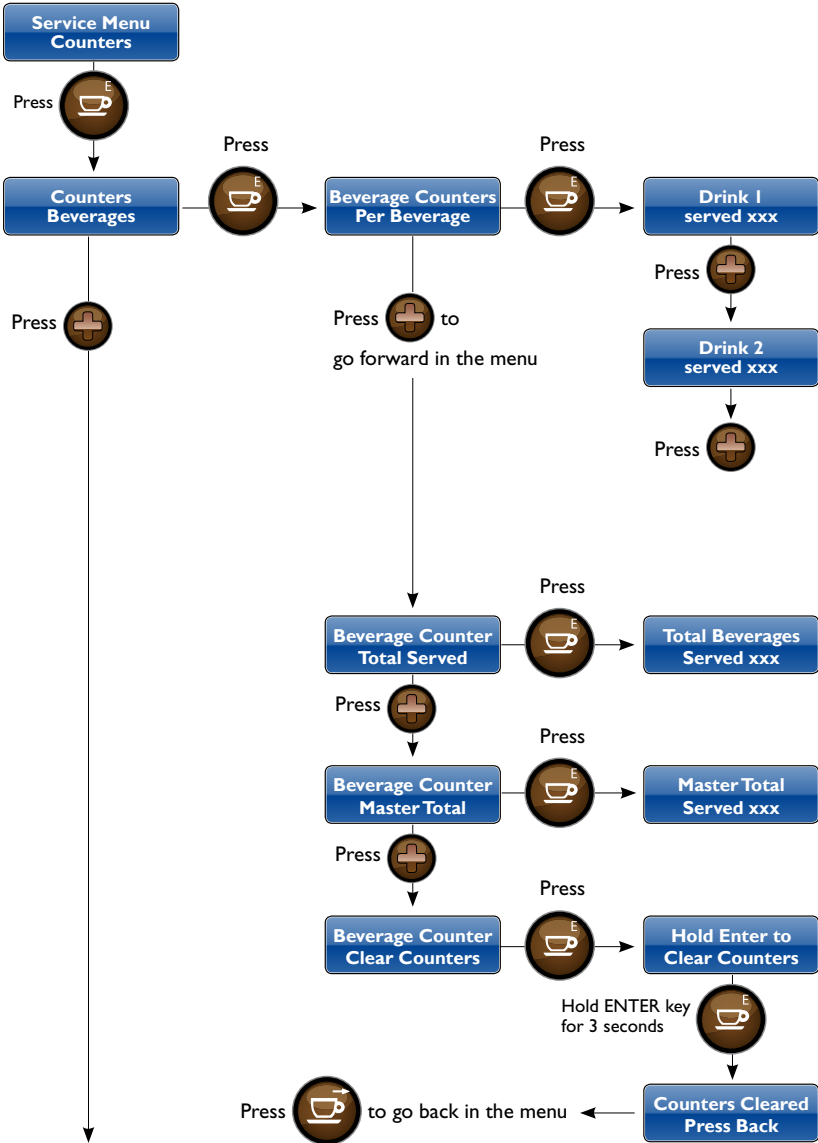 Service Menu
Counters
Press
E
Press
Press
Counters
Beverages
E
Beverage Counters
Per Beverage
E
Drink 1
served xxx
Press
Press
Press
to
go forward in the menu
Drink 2
served xxx
Press
Press
Beverage Counter
Total Served
E
Total Beverages
Served xxx
Press
Press
Beverage Counter
Master Total
E
Master Total
Served xxx
Press
Press
Beverage Counter
Clear Counters
E
Hold Enter to
Clear Counters
Hold ENTER key
for 3 seconds
E
Counters Cleared
Press Back
Press
to go back in the menu